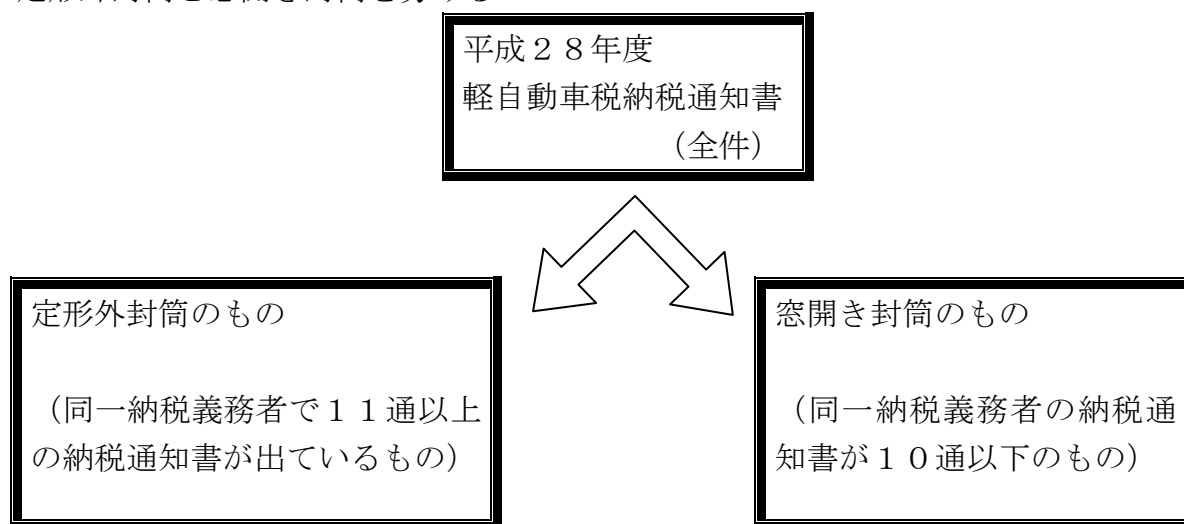 平成２８年度
軽自動車税納税通知書
（全件）
定形外封筒のもの
（同一納税義務者で１１通以上
の納税通知書が出ているもの）
窓開き封筒のもの
（同一納税義務者の納税通
知書が１０通以下のもの）